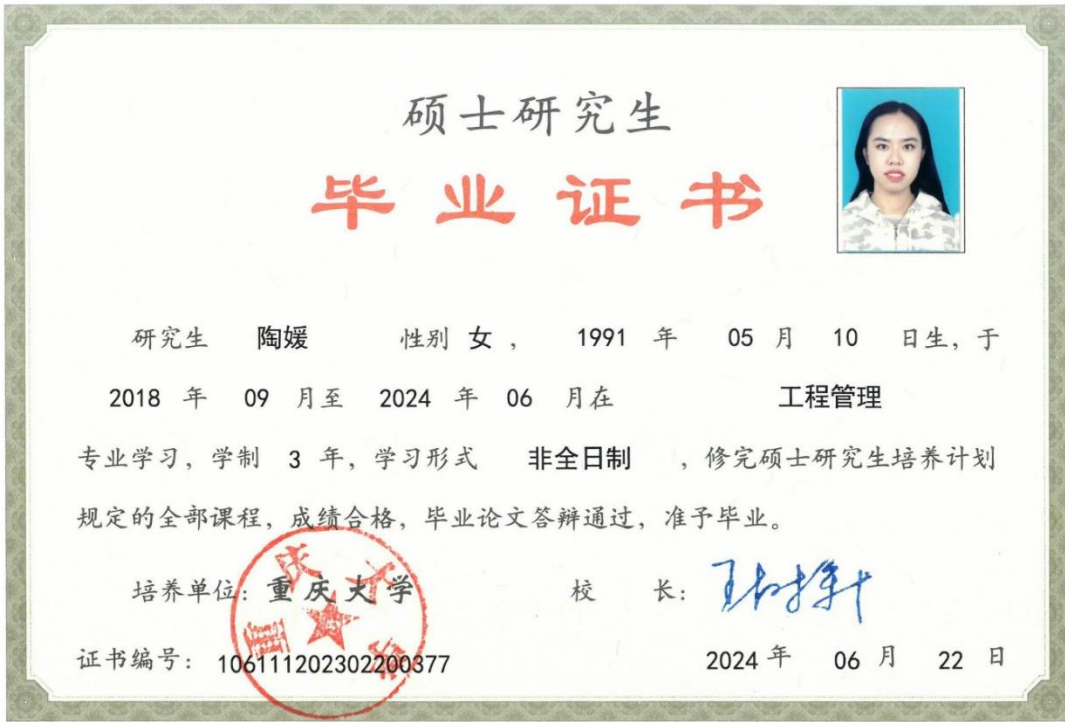 硕士研究生
毕业证书
研究生 陶媛 性别 女 , 1991 年 05 月 10 日生, 于
2018 年 09 月至 2024 年 06 月在 工程管理
专业学习, 学制 3 年, 学习形式 非全日制 , 修完硕士研究生培养计划
规定的全部课程, 成绩合格, 毕业论文答辩通过, 准予毕业。
培养单位: 重庆大学 校 长:
证书编号: 106111202302200377 2024 年 06 月 22 日
重庆大学